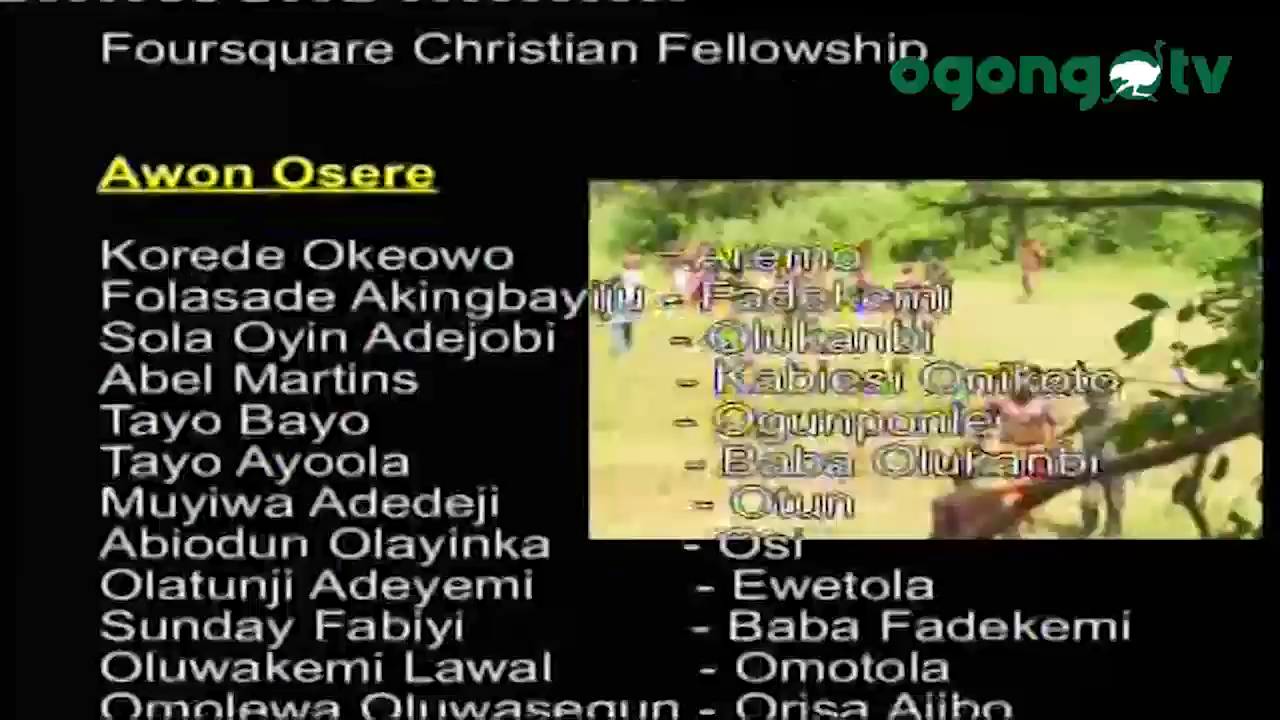 Foursquare Christian Fellowship
ogong tv
Awon Osere
Korede Okeowo - Aremo
Folasade Akingbayiju - Fadekemi
Sola Oyin Adejobi - Olukanbi
Abel Martins - Kabiesi Onikoto
Tayo Bayo - Ogunponle
Tayo Ayoola - Baba Olukanbi
Muyiwa Adedeji - Otun
Abiodun Olayinka - Osi
Olatunji Adeyemi - Ewetola
Sunday Fabiyi - Baba Fadekemi
Oluwakemi Lawal - Omotola
Omolewa Oluwasegun - Orisa Ajibo